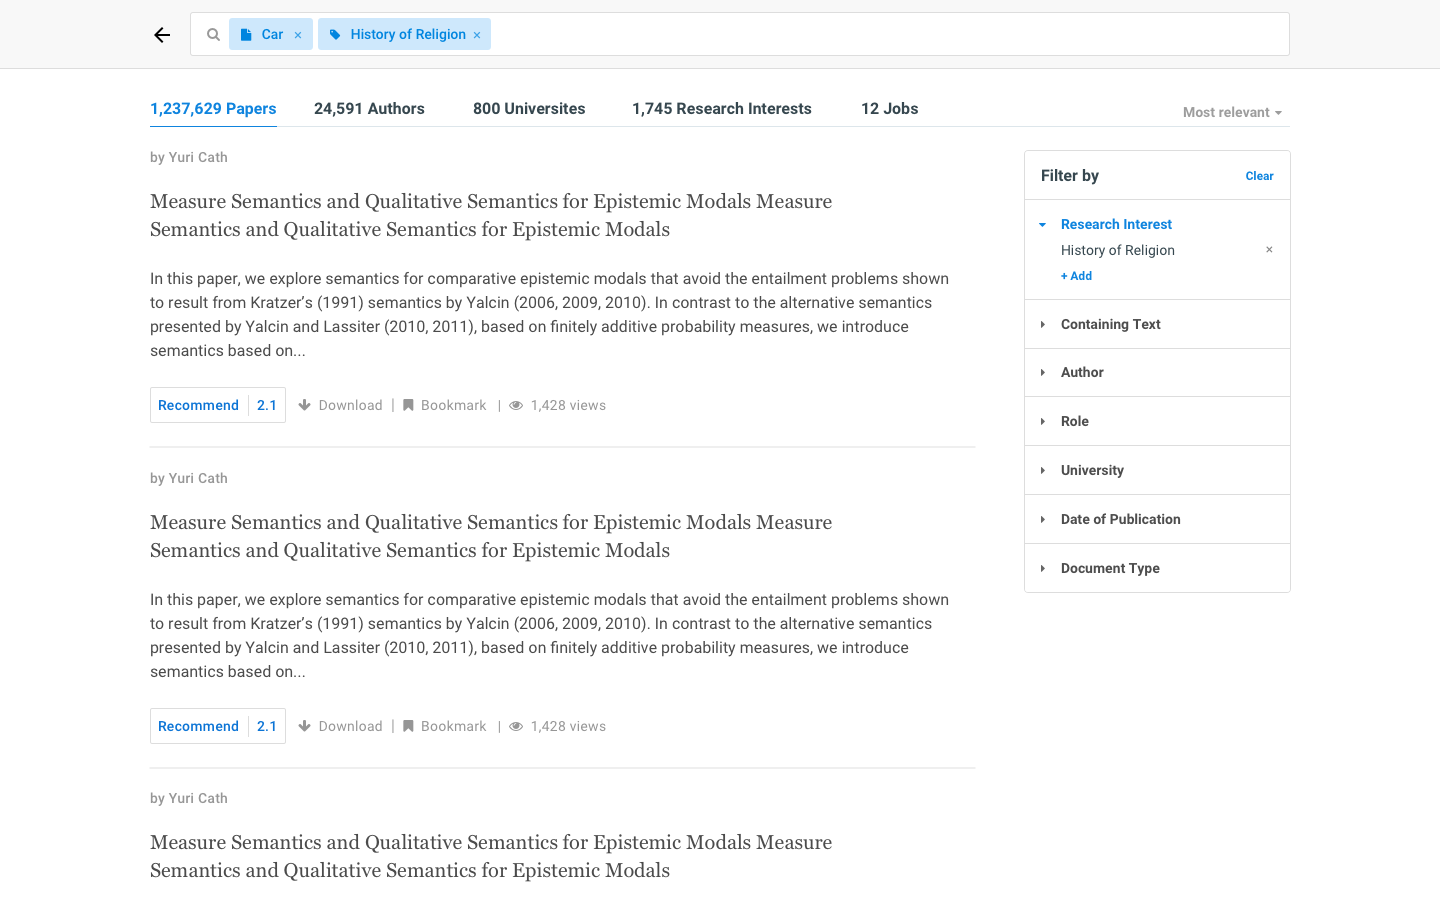 Car × History of Religion ×
1,237,629 Papers 24,591 Authors 800 Universites 1,745 Research Interests 12 Jobs Most relevant
by Yuri Cath
Measure Semantics and Qualitative Semantics for Epistemic Modals Measure
Semantics and Qualitative Semantics for Epistemic Modals
In this paper, we explore semantics for comparative epistemic modals that avoid the entailment problems shown
to result from Kratzer’s (1991) semantics by Yalcin (2006, 2009, 2010). In contrast to the alternative semantics
presented by Yalcin and Lassiter (2010, 2011), based on finitely additive probability measures, we introduce
semantics based on...
Recommend 2.1 Download | Bookmark | 1,428 views
by Yuri Cath
Measure Semantics and Qualitative Semantics for Epistemic Modals Measure
Semantics and Qualitative Semantics for Epistemic Modals
In this paper, we explore semantics for comparative epistemic modals that avoid the entailment problems shown
to result from Kratzer’s (1991) semantics by Yalcin (2006, 2009, 2010). In contrast to the alternative semantics
presented by Yalcin and Lassiter (2010, 2011), based on finitely additive probability measures, we introduce
semantics based on...
Recommend 2.1 Download | Bookmark | 1,428 views
by Yuri Cath
Measure Semantics and Qualitative Semantics for Epistemic Modals Measure
Semantics and Qualitative Semantics for Epistemic Modals
Filter by Clear
Research Interest
History of Religion ×
+ Add
Containing Text
Author
Role
University
Date of Publication
Document Type